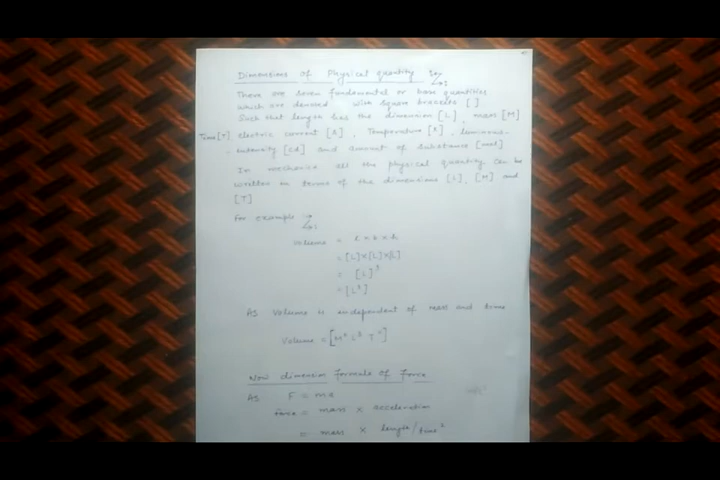 Dimensions of Physical quantity :→
There are seven fundamental or base quantities
which are denoted with square brackets [ ]
Such that length has the dimension [L], mass [M]
Time [T] electric current [A], Temperature [K], luminous
intensity [cd] and amount of substance [mol]
In mechanics all the physical quantity can be
written in terms of the dimensions [L], [M] and
[T]
For example :→
volume = l × b × h
= [L]×[L]×[L]
= [L]³
= [L³]
As volume is independent of mass and time
Volume = [M° L³ T°]
Now dimension formula of Force
As F = ma
Force = mass × acceleration
= mass × length/time²